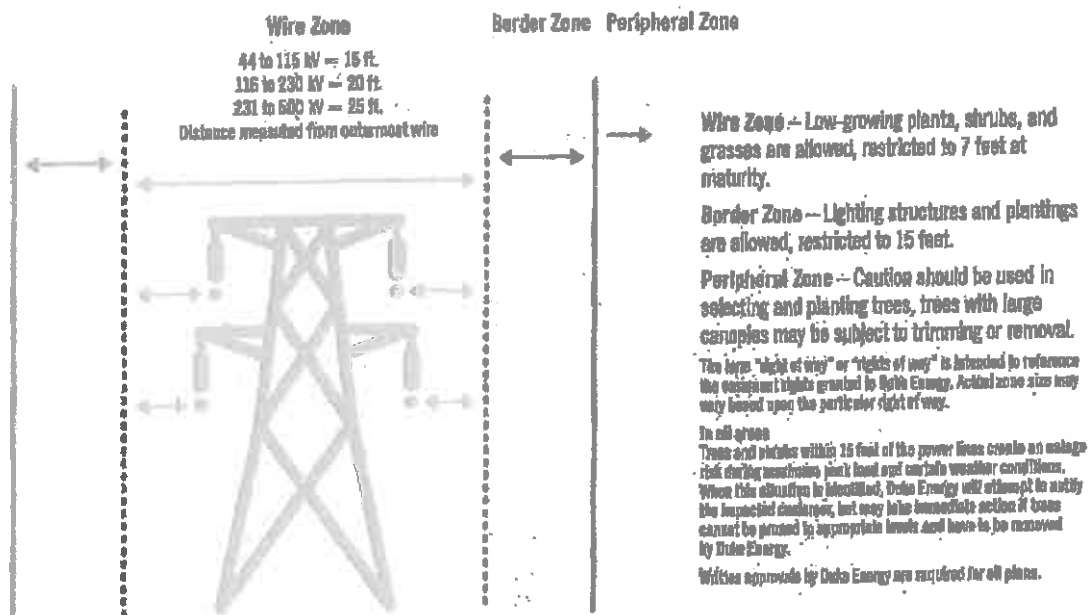 Wire Zone
44 to 115 kV = 15 ft.
116 to 230 kV = 20 ft.
231 to 500 kV = 25 ft.
Distance measured from outermost wire
Border Zone
Peripheral Zone
Wire Zone – Low-growing plants, shrubs, and
grasses are allowed, restricted to 7 feet at
maturity.
Border Zone – Lighting structures and plantings
are allowed, restricted to 15 feet.
Peripheral Zone – Caution should be used in
selecting and planting trees, trees with large
canopies may be subject to trimming or removal.
The term "right of way" or "rights of way" is intended to reference
the easement rights granted to Duke Energy. Actual zone size may
vary based upon the particular right of way.
In all areas
Trees and shrubs within 15 feet of the power lines create an outage
risk during maximum peak load and certain weather conditions.
When this situation is identified, Duke Energy will attempt to notify
the impacted customer, but may take immediate action if trees
cannot be pruned to appropriate levels and have to be removed
by Duke Energy.
Written approvals by Duke Energy are required for all plans.